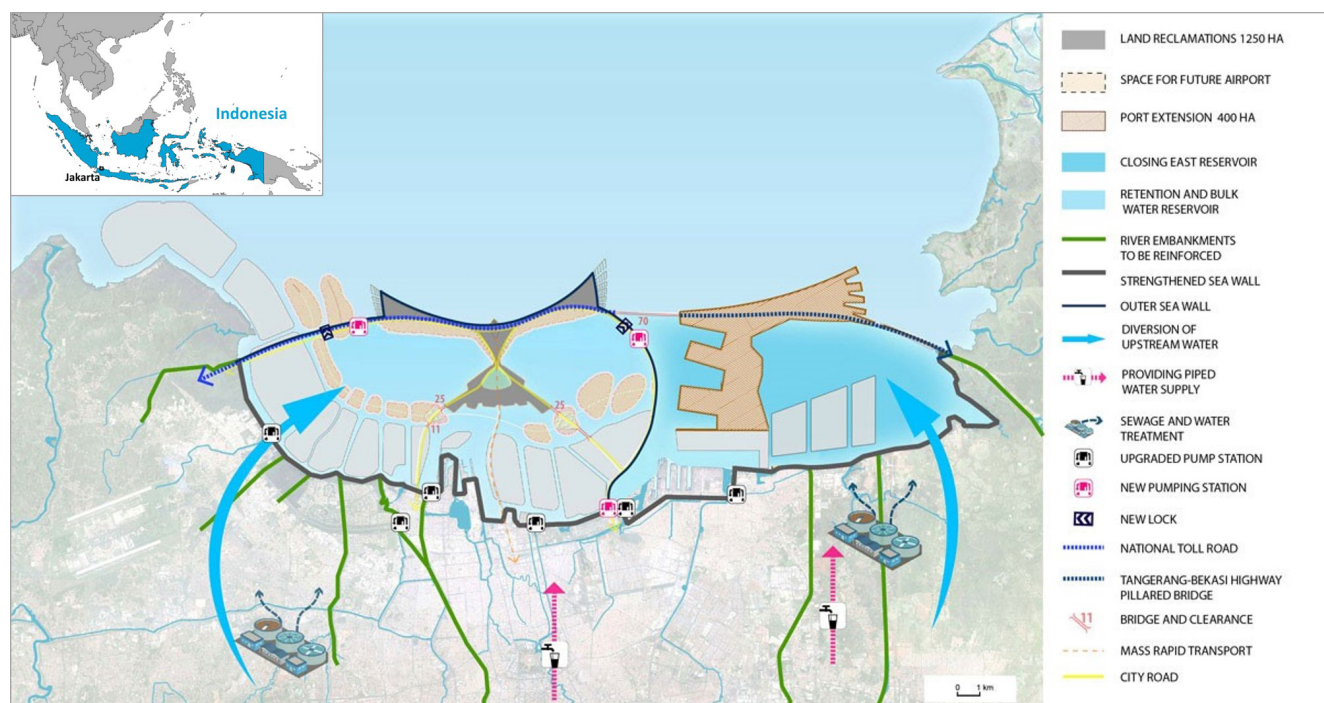 Indonesia
Jakarta
70
25
11
25
0 1 km
LAND RECLAMATIONS 1250 HA
SPACE FOR FUTURE AIRPORT
PORT EXTENSION 400 HA
CLOSING EAST RESERVOIR
RETENTION AND BULK
WATER RESERVOIR
RIVER EMBANKMENTS
TO BE REINFORCED
STRENGTHENED SEA WALL
OUTER SEA WALL
DIVERSION OF
UPSTREAM WATER
PROVIDING PIPED
WATER SUPPLY
SEWAGE AND WATER
TREATMENT
UPGRADED PUMP STATION
NEW PUMPING STATION
NEW LOCK
NATIONAL TOLL ROAD
TANGERANG-BEKASI HIGHWAY
PILLARED BRIDGE
11
BRIDGE AND CLEARANCE
MASS RAPID TRANSPORT
CITY ROAD